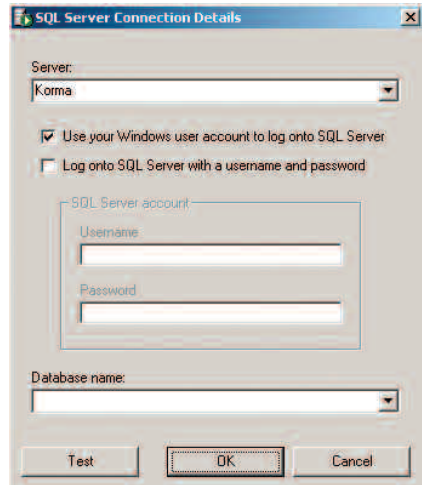 SQL Server Connection Details
Server:
Korma
Use your Windows user account to log onto SQL Server
Log onto SQL Server with a username and password
SQL Server account
Username
Password
Database name:
Test
OK
Cancel